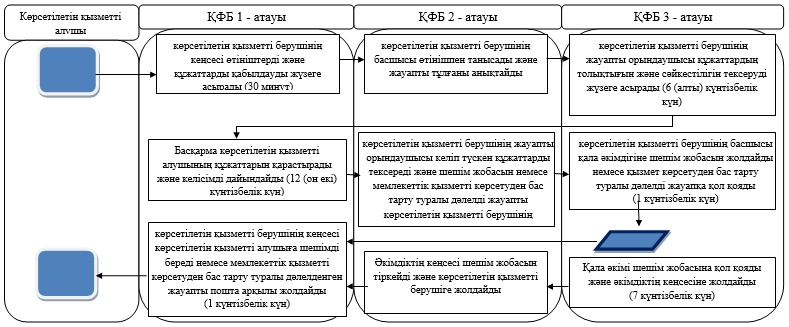 Көрсетілетін қызметті
алушы
ҚФБ 1 - атауы
ҚФБ 2 - атауы
ҚФБ 3 - атауы
көрсетілетін қызметті берушінің
кеңсесі өтініштерді және
құжаттарды қабылдауды жүзеге
асырады (30 минут)
көрсетілетін қызметті берушінің
басшысы өтінішпен танысады және
жауапты тұлғаны анықтайды
көрсетілетін қызметті берушінің
жауапты орындаушысы құжаттардың
толықтығын және сәйкестілігін тексеруді
жүзеге асырады (6 (алты) күнтізбелік
күн)
Басқарма көрсетілетін қызметті
алушының құжаттарын қарастырады
және келісімді дайындайды (12 (он екі)
күнтізбелік күн)
көрсетілетін қызметті берушінің жауапты
орындаушысы келіп түскен құжаттарды
тексереді және шешім жобасын немесе
мемлекеттік қызметті көрсетуден бас
тарту туралы дәлелді жауапты
көрсетілетін қызметті берушінің
көрсетілетін қызметті берушінің басшысы
қала әкімдігіне шешім жобасын жолдайды
немесе қызмет көрсетуден бас тарту
туралы дәлелді жауапқа қол қояды
(1 күнтізбелік күн)
көрсетілетін қызметті берушінің кеңсесі
көрсетілетін қызметті алушыға шешімді
береді немесе мемлекеттік қызметті
көрсетуден бас тарту туралы дәлелденген
жауапты пошта арқылы жолдайды
(1 күнтізбелік күн)
Әкімдіктің кеңсесі шешім жобасын
тіркейді және көрсетілетін қызметті
берушіге жолдайды
Қала әкімі шешім жобасына қол қояды
және әкімдіктің кеңсесіне жолдайды
(7 күнтізбелік күн)